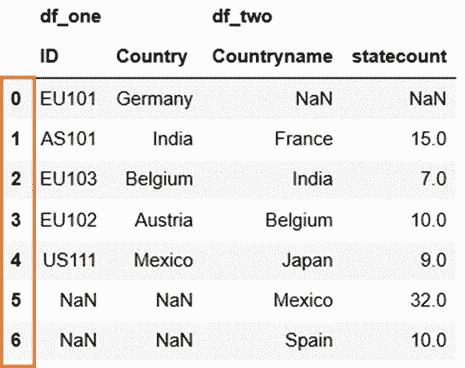 df_one df_two
ID Country Countryname statecount
0 EU101 Germany NaN NaN
1 AS101 India France 15.0
2 EU103 Belgium India 7.0
3 EU102 Austria Belgium 10.0
4 US111 Mexico Japan 9.0
5 NaN NaN Mexico 32.0
6 NaN NaN Spain 10.0